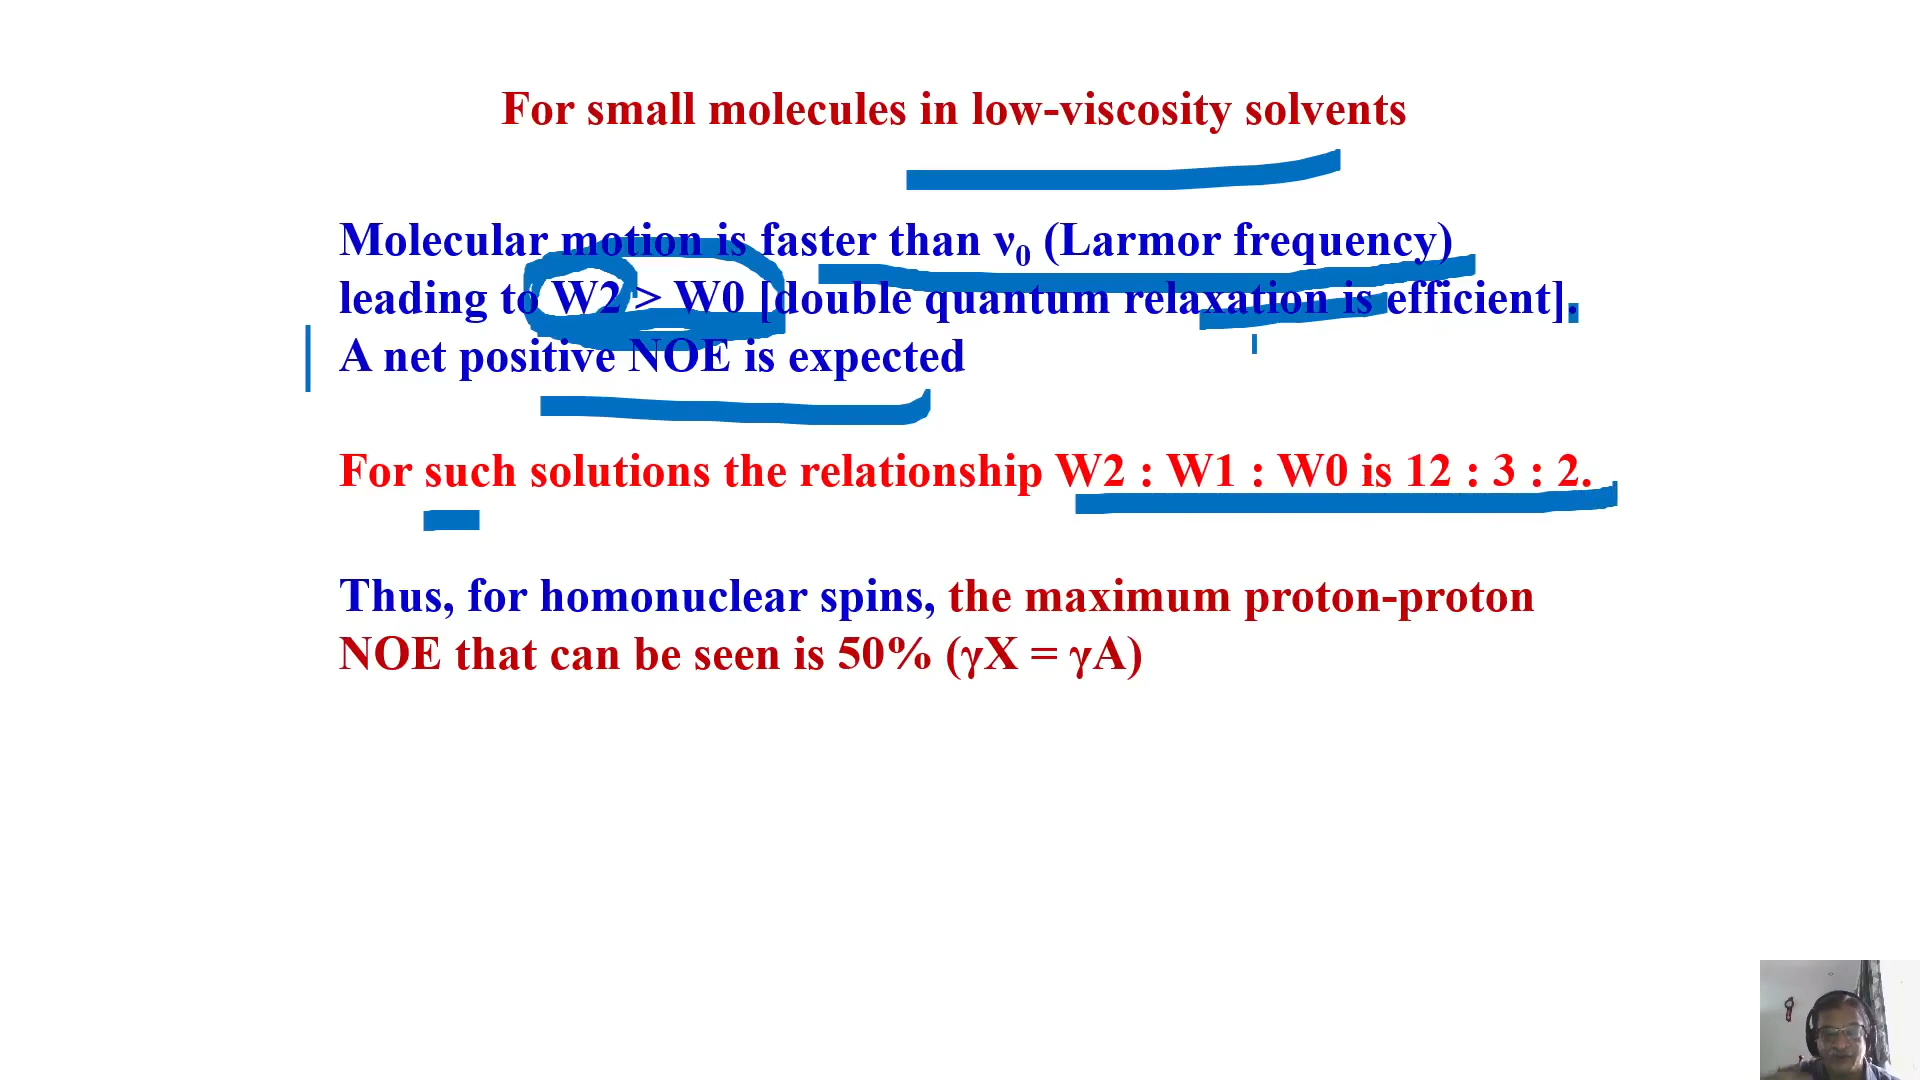 For small molecules in low-viscosity solvents
Molecular motion is faster than ν₀ (Larmor frequency)
leading to W2 > W0 [double quantum relaxation is efficient].
A net positive NOE is expected
For such solutions the relationship W2 : W1 : W0 is 12 : 3 : 2.
Thus, for homonuclear spins, the maximum proton-proton
NOE that can be seen is 50% (γX = γA)